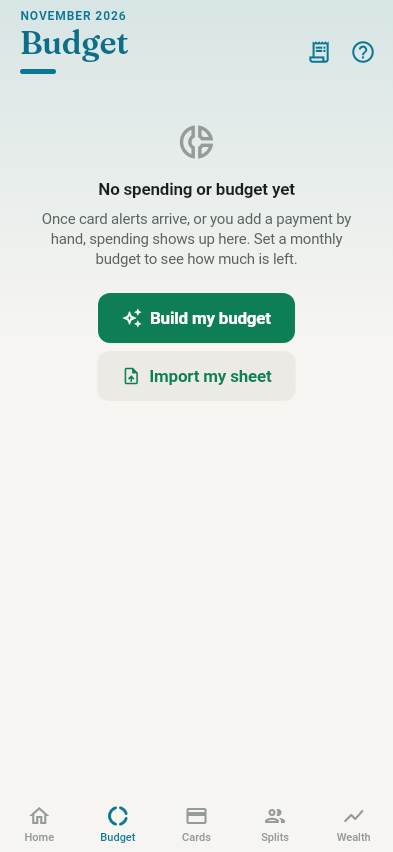 NOVEMBER 2026
Budget
No spending or budget yet
Once card alerts arrive, or you add a payment by
hand, spending shows up here. Set a monthly
budget to see how much is left.
Build my budget
Import my sheet
Home
Budget
Cards
Splits
Wealth